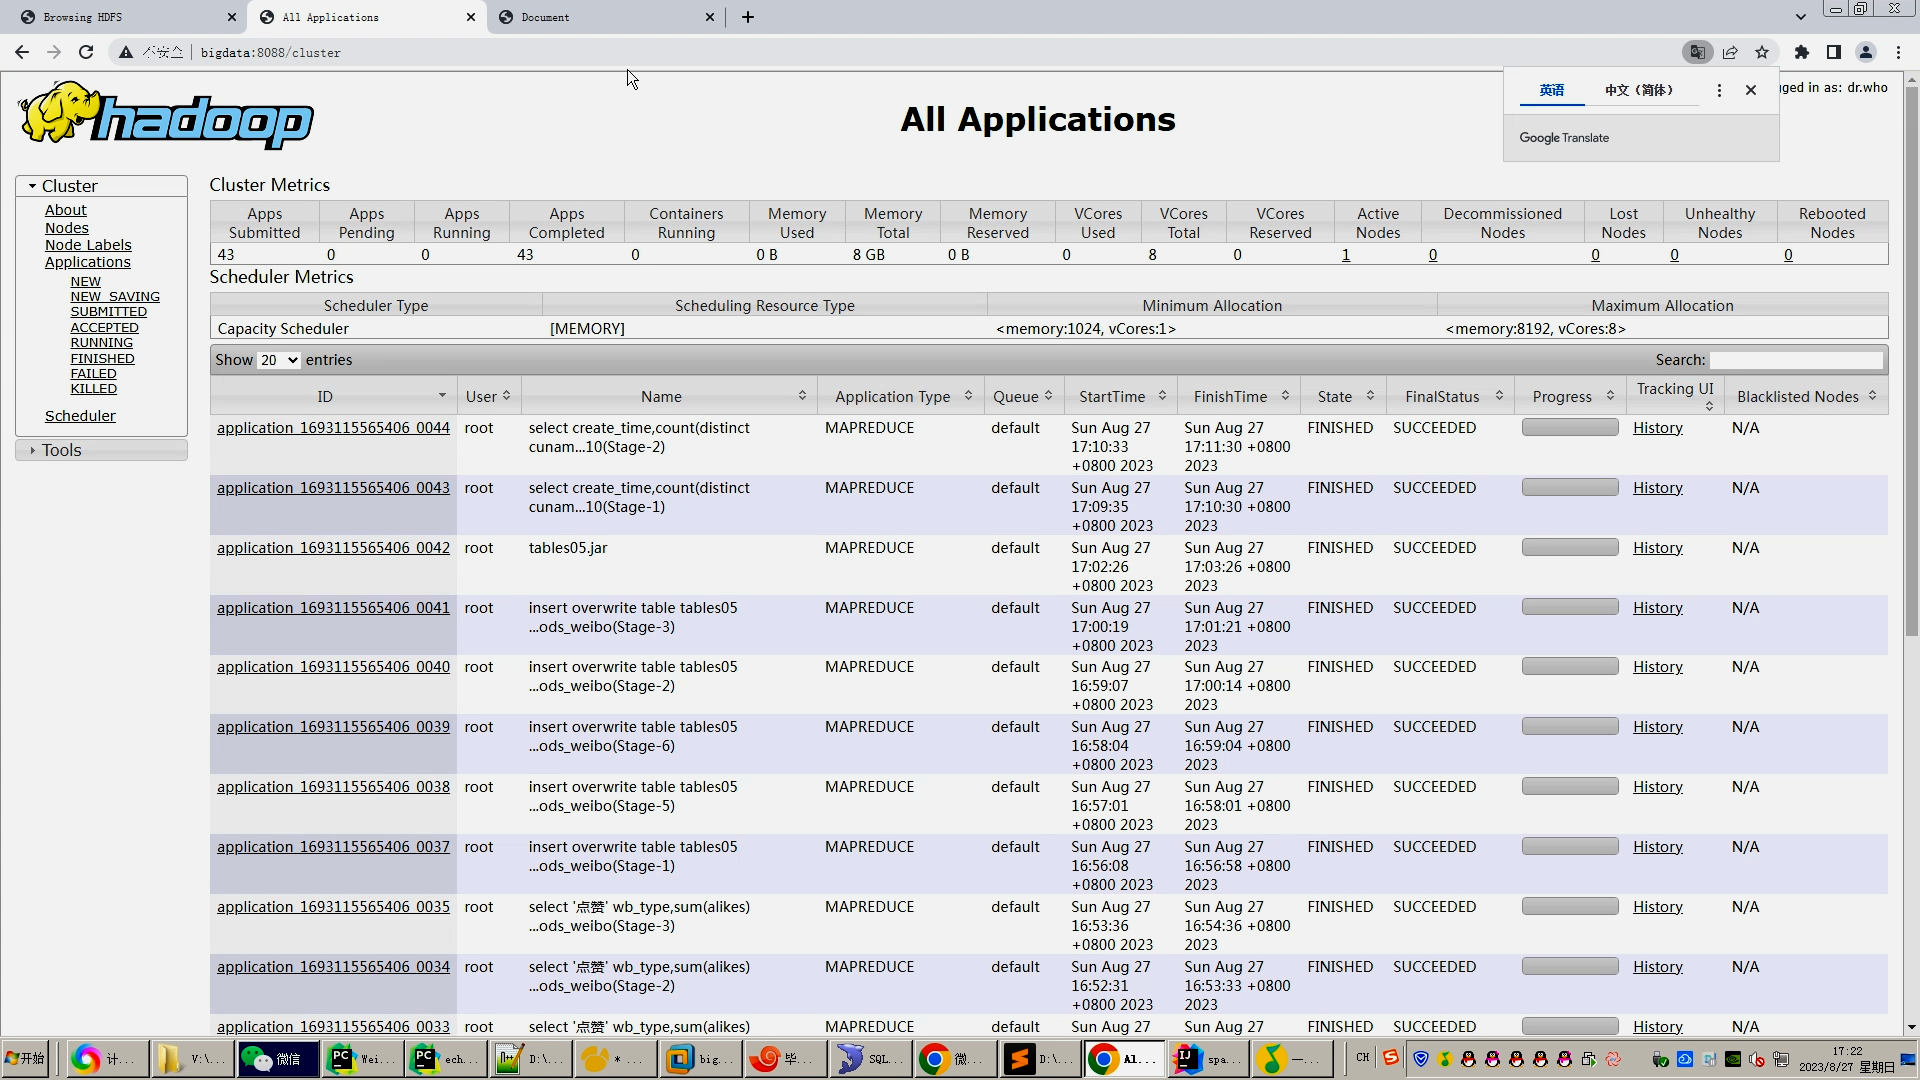 Browsing HDFS
All Applications
Document
不安全 bigdata:8088/cluster
hadoop
All Applications
英语 中文（简体）
Google Translate
gged in as: dr.who
Cluster
About
Nodes
Node Labels
Applications
NEW
NEW_SAVING
SUBMITTED
ACCEPTED
RUNNING
FINISHED
FAILED
KILLED
Scheduler
Tools
Cluster Metrics
Apps Submitted Apps Pending Apps Running Apps Completed Containers Running Memory Used Memory Total Memory Reserved VCores Used VCores Total VCores Reserved Active Nodes Decommissioned Nodes Lost Nodes Unhealthy Nodes Rebooted Nodes
43 0 0 43 0 0 B 8 GB 0 B 0 8 0 1 0 0 0 0
Scheduler Metrics
Scheduler Type Scheduling Resource Type Minimum Allocation Maximum Allocation
Capacity Scheduler [MEMORY] <memory:1024, vCores:1> <memory:8192, vCores:8>
Show 20 entries Search:
ID User Name Application Type Queue StartTime FinishTime State FinalStatus Progress Tracking UI Blacklisted Nodes
application_1693115565406_0044 root select create_time,count(distinct cunam...10(Stage-2) MAPREDUCE default Sun Aug 27 17:10:33 +0800 2023 Sun Aug 27 17:11:30 +0800 2023 FINISHED SUCCEEDED History N/A
application_1693115565406_0043 root select create_time,count(distinct cunam...10(Stage-1) MAPREDUCE default Sun Aug 27 17:09:35 +0800 2023 Sun Aug 27 17:10:30 +0800 2023 FINISHED SUCCEEDED History N/A
application_1693115565406_0042 root tables05.jar MAPREDUCE default Sun Aug 27 17:02:26 +0800 2023 Sun Aug 27 17:03:26 +0800 2023 FINISHED SUCCEEDED History N/A
application_1693115565406_0041 root insert overwrite table tables05 ...ods_weibo(Stage-3) MAPREDUCE default Sun Aug 27 17:00:19 +0800 2023 Sun Aug 27 17:01:21 +0800 2023 FINISHED SUCCEEDED History N/A
application_1693115565406_0040 root insert overwrite table tables05 ...ods_weibo(Stage-2) MAPREDUCE default Sun Aug 27 16:59:07 +0800 2023 Sun Aug 27 17:00:14 +0800 2023 FINISHED SUCCEEDED History N/A
application_1693115565406_0039 root insert overwrite table tables05 ...ods_weibo(Stage-6) MAPREDUCE default Sun Aug 27 16:58:04 +0800 2023 Sun Aug 27 16:59:04 +0800 2023 FINISHED SUCCEEDED History N/A
application_1693115565406_0038 root insert overwrite table tables05 ...ods_weibo(Stage-5) MAPREDUCE default Sun Aug 27 16:57:01 +0800 2023 Sun Aug 27 16:58:01 +0800 2023 FINISHED SUCCEEDED History N/A
application_1693115565406_0037 root insert overwrite table tables05 ...ods_weibo(Stage-1) MAPREDUCE default Sun Aug 27 16:56:08 +0800 2023 Sun Aug 27 16:56:58 +0800 2023 FINISHED SUCCEEDED History N/A
application_1693115565406_0035 root select '点赞' wb_type,sum(alikes) ...ods_weibo(Stage-3) MAPREDUCE default Sun Aug 27 16:53:36 +0800 2023 Sun Aug 27 16:54:36 +0800 2023 FINISHED SUCCEEDED History N/A
application_1693115565406_0034 root select '点赞' wb_type,sum(alikes) ...ods_weibo(Stage-2) MAPREDUCE default Sun Aug 27 16:52:31 +0800 2023 Sun Aug 27 16:53:33 +0800 2023 FINISHED SUCCEEDED History N/A
application_1693115565406_0033 root select '点赞' wb_type,sum(alikes) MAPREDUCE default Sun Aug 27 Sun Aug 27 FINISHED SUCCEEDED History N/A
开始 计... V:\... 微信 Wei... ech... D:\... * ... big... 毕... SQL... 微... D:\... Al... spa... 一... CH 17:22
2023/8/27 星期日